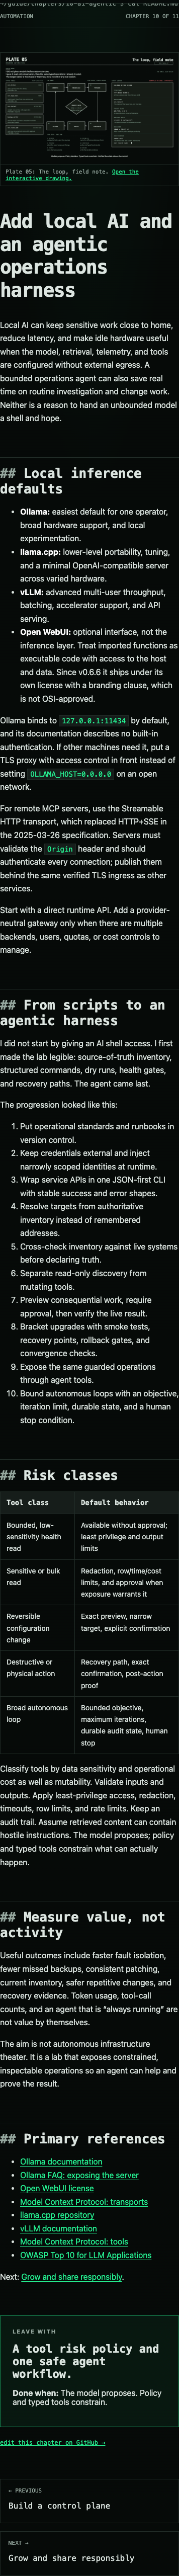 AUTOMATION
CHAPTER 10 OF 11
PLATE 05
The loop, field note
Plate 05: The loop, field note. Open the
interactive drawing.
Add local AI and
an agentic
operations
harness
Local AI can keep sensitive work close to home,
reduce latency, and make idle hardware useful
when the model, retrieval, telemetry, and tools
are configured without external egress. A
bounded operations agent can also save real
time on routine investigation and change work.
Neither is a reason to hand an unbounded model
a shell and hope.
## Local inference
defaults
• Ollama: easiest default for one operator,
broad hardware support, and local
experimentation.
• llama.cpp: lower-level portability, tuning,
and a minimal OpenAI-compatible server
across varied hardware.
• vLLM: advanced multi-user throughput,
batching, accelerator support, and API
serving.
• Open WebUI: optional interface, not the
inference layer. Treat imported functions as
executable code with access to the host
and data. Since v0.6.6 it ships under its
own license with a branding clause, which
is not OSI-approved.
Ollama binds to 127.0.0.1:11434 by default,
and its documentation describes no built-in
authentication. If other machines need it, put a
TLS proxy with access control in front instead of
setting OLLAMA_HOST=0.0.0.0 on an open
network.
For remote MCP servers, use the Streamable
HTTP transport, which replaced HTTP+SSE in
the 2025-03-26 specification. Servers must
validate the Origin header and should
authenticate every connection; publish them
behind the same verified TLS ingress as other
services.
Start with a direct runtime API. Add a provider-
neutral gateway only when there are multiple
backends, users, quotas, or cost controls to
manage.
## From scripts to an
agentic harness
I did not start by giving an AI shell access. I first
made the lab legible: source-of-truth inventory,
structured commands, dry runs, health gates,
and recovery paths. The agent came last.
The progression looked like this:
1. Put operational standards and runbooks in
version control.
2. Keep credentials external and inject
narrowly scoped identities at runtime.
3. Wrap service APIs in one JSON-first CLI
with stable success and error shapes.
4. Resolve targets from authoritative
inventory instead of remembered
addresses.
5. Cross-check inventory against live systems
before declaring truth.
6. Separate read-only discovery from
mutating tools.
7. Preview consequential work, require
approval, then verify the live result.
8. Bracket upgrades with smoke tests,
recovery points, rollback gates, and
convergence checks.
9. Expose the same guarded operations
through agent tools.
10. Bound autonomous loops with an objective,
iteration limit, durable state, and a human
stop condition.
## Risk classes
Tool class
Default behavior
Bounded, low-
sensitivity health
read
Available without approval;
least privilege and output
limits
Sensitive or bulk
read
Redaction, row/time/cost
limits, and approval when
exposure warrants it
Reversible
configuration
change
Exact preview, narrow
target, explicit confirmation
Destructive or
physical action
Recovery path, exact
confirmation, post-action
proof
Broad autonomous
loop
Bounded objective,
maximum iterations,
durable audit state, human
stop
Classify tools by data sensitivity and operational
cost as well as mutability. Validate inputs and
outputs. Apply least-privilege access, redaction,
timeouts, row limits, and rate limits. Keep an
audit trail. Assume retrieved content can contain
hostile instructions. The model proposes; policy
and typed tools constrain what can actually
happen.
## Measure value, not
activity
Useful outcomes include faster fault isolation,
fewer missed backups, consistent patching,
current inventory, safer repetitive changes, and
recovery evidence. Token usage, tool-call
counts, and an agent that is “always running” are
not value by themselves.
The aim is not autonomous infrastructure
theater. It is a lab that exposes constrained,
inspectable operations so an agent can help and
prove the result.
## Primary references
• Ollama documentation
• Ollama FAQ: exposing the server
• Open WebUI license
• Model Context Protocol: transports
• llama.cpp repository
• vLLM documentation
• Model Context Protocol: tools
• OWASP Top 10 for LLM Applications
Next: Grow and share responsibly.
LEAVE WITH
A tool risk policy and
one safe agent
workflow.
Done when: The model proposes. Policy
and typed tools constrain.
edit this chapter on GitHub →
← PREVIOUS
Build a control plane
NEXT →
Grow and share responsibly